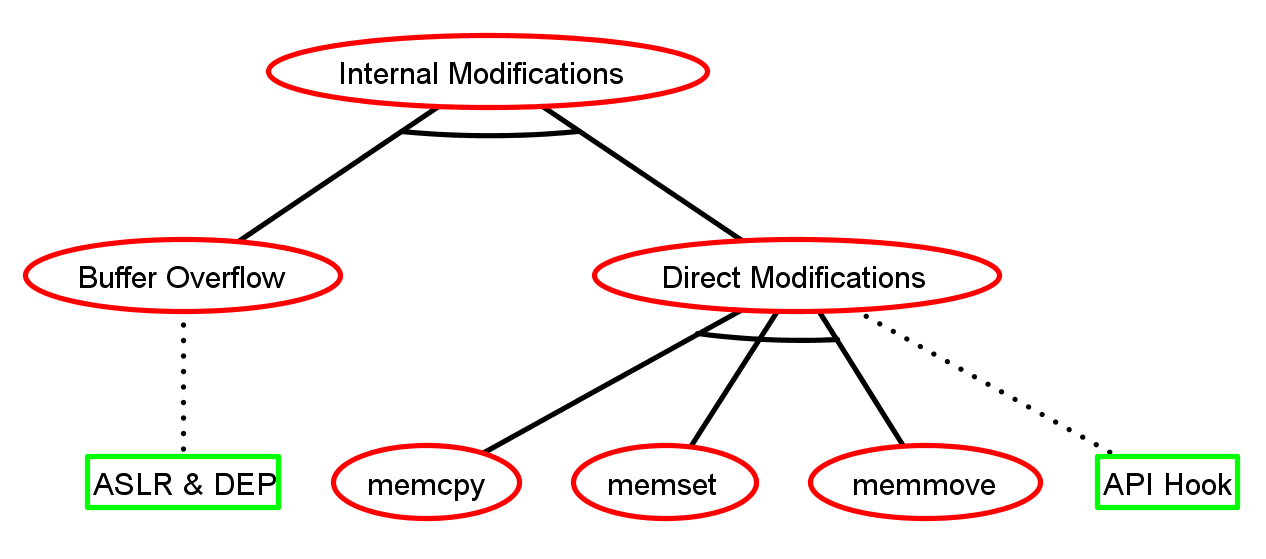 Internal Modifications
Buffer Overflow
Direct Modifications
ASLR & DEP
memcpy
memset
memmove
API Hook